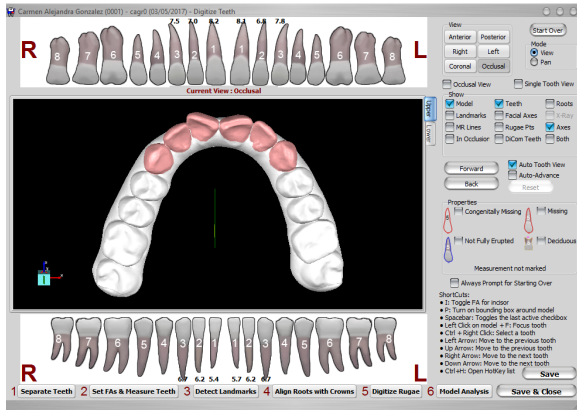 Carmen Alejandra Gonzalez (0001) - cagr0 (03/05/2017) - Digitize Teeth
7.5 7.0 8.2 8.1 6.8 7.8
R L
8 7 6 5 4 3 2 1 1 2 3 4 5 6 7 8
Current View : Occlusal
Upper
Lower
View
Anterior Posterior
Right Left
Coronal Occlusal
Start Over
Mode
View
Pan
Occlusal View Single Tooth View
Show
Model Teeth Roots
Landmarks Facial Axes X-Ray
MR Lines Rugae Pts Axes
In Occlusion DiCom Teeth Both
Forward
Back
Auto Tooth View
Auto-Advance
Reset
Properties
Congenitally Missing Missing
Not Fully Erupted Deciduous
Measurement not marked
Always Prompt for Starting Over
ShortCuts:
• I: Toggle FA for incisor
• P: Turn on bounding box around model
• Spacebar: Toggles the last active checkbox
• Left Click on model + F: Focus tooth
• Ctrl + Right Click: Select a tooth
• Left Arrow: Move to the previous tooth
• Up Arrow: Move to the previous tooth
• Right Arrow: Move to the next tooth
• Down Arrow: Move to the next tooth
• Ctrl+H: Open HotKey list
Save
8 7 6 5 4 3 2 1 1 2 3 4 5 6 7 8
R L
6.7 6.2 5.4 5.7 6.2 6.7
1 Separate Teeth 2 Set FAs & Measure Teeth 3 Detect Landmarks 4 Align Roots with Crowns 5 Digitize Rugae 6 Model Analysis Save & Close